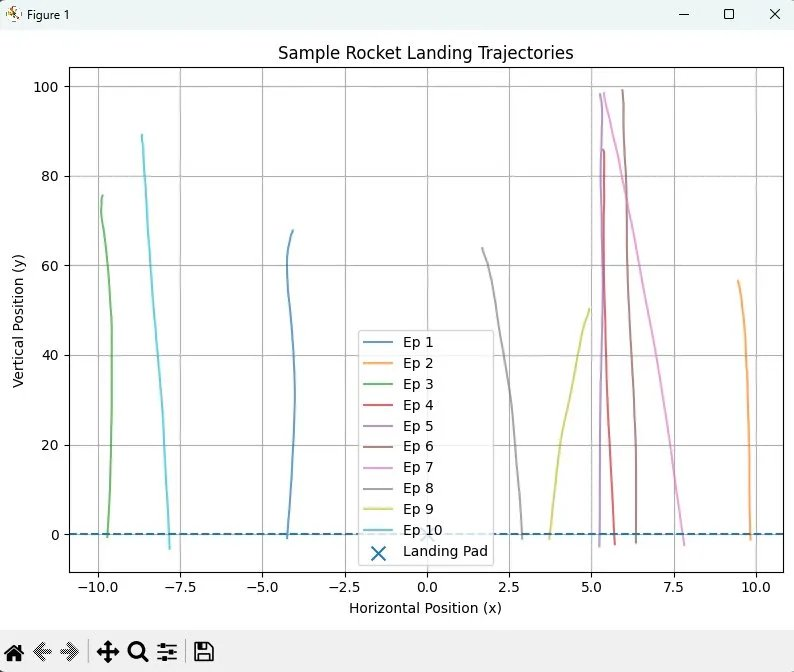 Figure 1
Sample Rocket Landing Trajectories
Vertical Position (y)
100
80
60
40
20
0
Ep 1
Ep 2
Ep 3
Ep 4
Ep 5
Ep 6
Ep 7
Ep 8
Ep 9
Ep 10
Landing Pad
−10.0 −7.5 −5.0 −2.5 0.0 2.5 5.0 7.5 10.0
Horizontal Position (x)